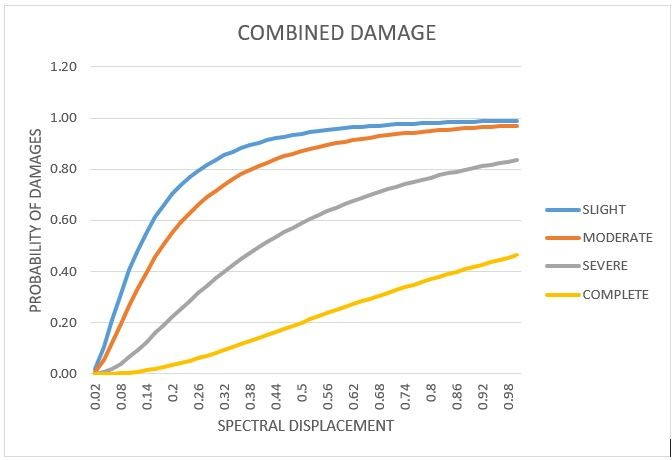 COMBINED DAMAGE
1.20
1.00
0.80
0.60
0.40
0.20
0.00
PROBABILITY OF DAMAGES
0.02 0.08 0.14 0.2 0.26 0.32 0.38 0.44 0.5 0.56 0.62 0.68 0.74 0.8 0.86 0.92 0.98
SPECTRAL DISPLACEMENT
SLIGHT
MODERATE
SEVERE
COMPLETE